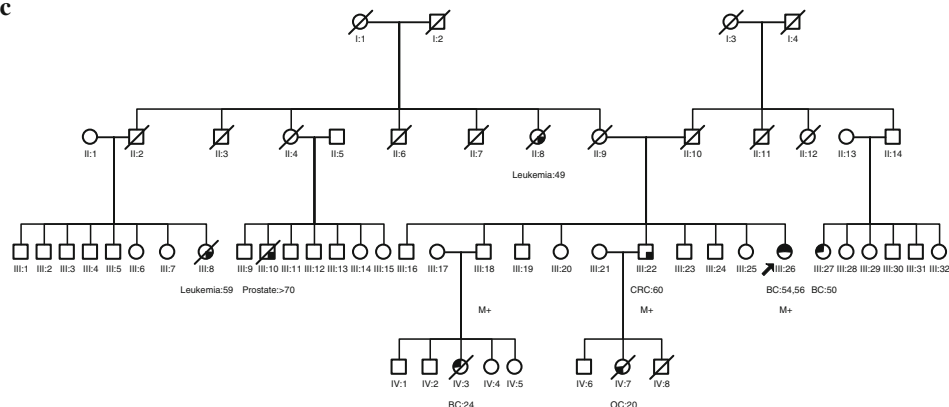 c
I:1 I:2 I:3 I:4
II:1 II:2 II:3 II:4 II:5 II:6 II:7 II:8 II:9 II:10 II:11 II:12 II:13 II:14
Leukemia:49
III:1 III:2 III:3 III:4 III:5 III:6 III:7 III:8 III:9 III:10 III:11 III:12 III:13 III:14 III:15 III:16 III:17 III:18 III:19 III:20 III:21 III:22 III:23 III:24 III:25 III:26 III:27 III:28 III:29 III:30 III:31 III:32
Leukemia:59 Prostate:>70 CRC:60 BC:54,56 BC:50
M+ M+ M+
IV:1 IV:2 IV:3 IV:4 IV:5 IV:6 IV:7 IV:8
BC:24 OC:20